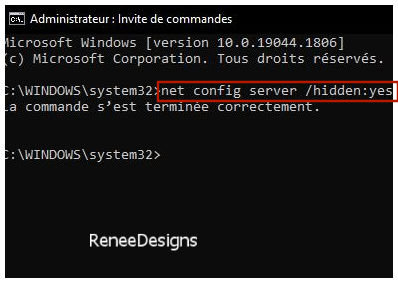 Administrateur : Invite de commandes
Microsoft Windows [version 10.0.19044.1806]
(c) Microsoft Corporation. Tous droits réservés.
C:\WINDOWS\system32>net config server /hidden:yes
La commande s’est terminée correctement.
C:\WINDOWS\system32>
ReneeDesigns